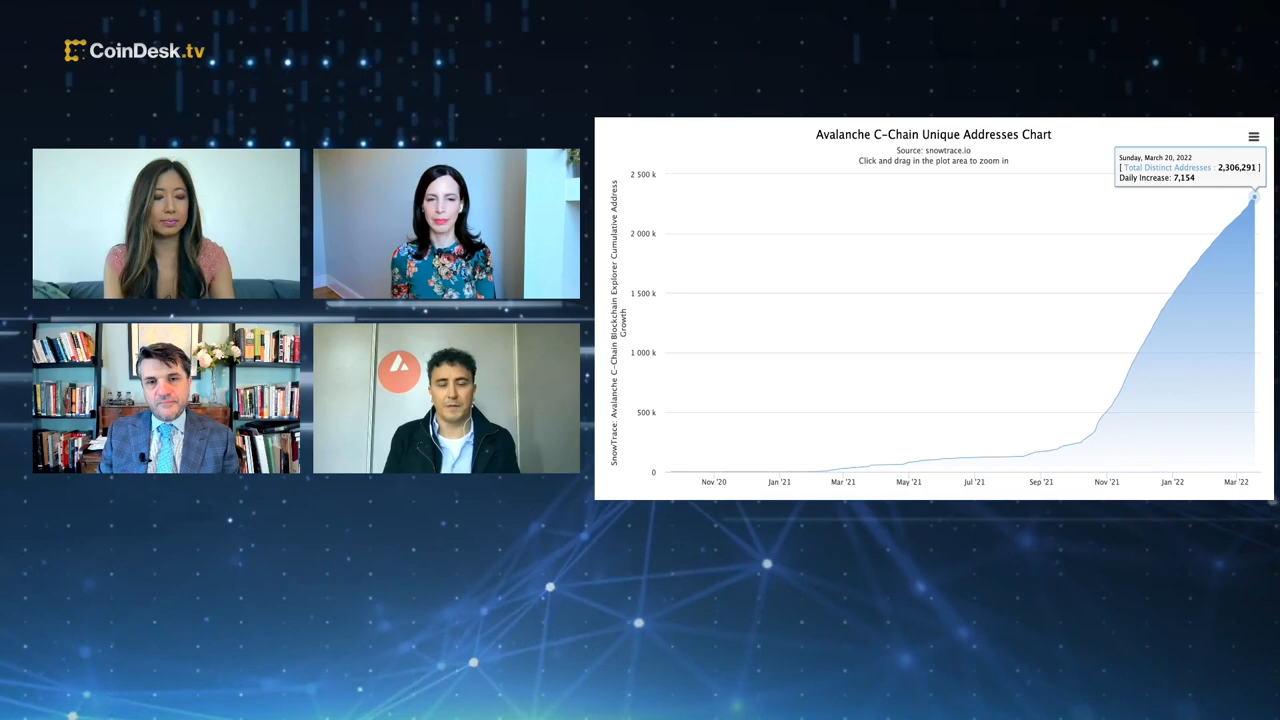 CoinDesk.tv
Avalanche C-Chain Unique Addresses Chart
Source: snowtrace.io
Click and drag in the plot area to zoom in
Sunday, March 20, 2022
[ Total Distinct Addresses : 2,306,291 ]
Daily Increase: 7,154
SnowTrace: Avalanche C-Chain Blockchain Explorer Cumulative Address
Growth
2 500 k
2 000 k
1 500 k
1 000 k
500 k
0
Nov '20
Jan '21
Mar '21
May '21
Jul '21
Sep '21
Nov '21
Jan '22
Mar '22